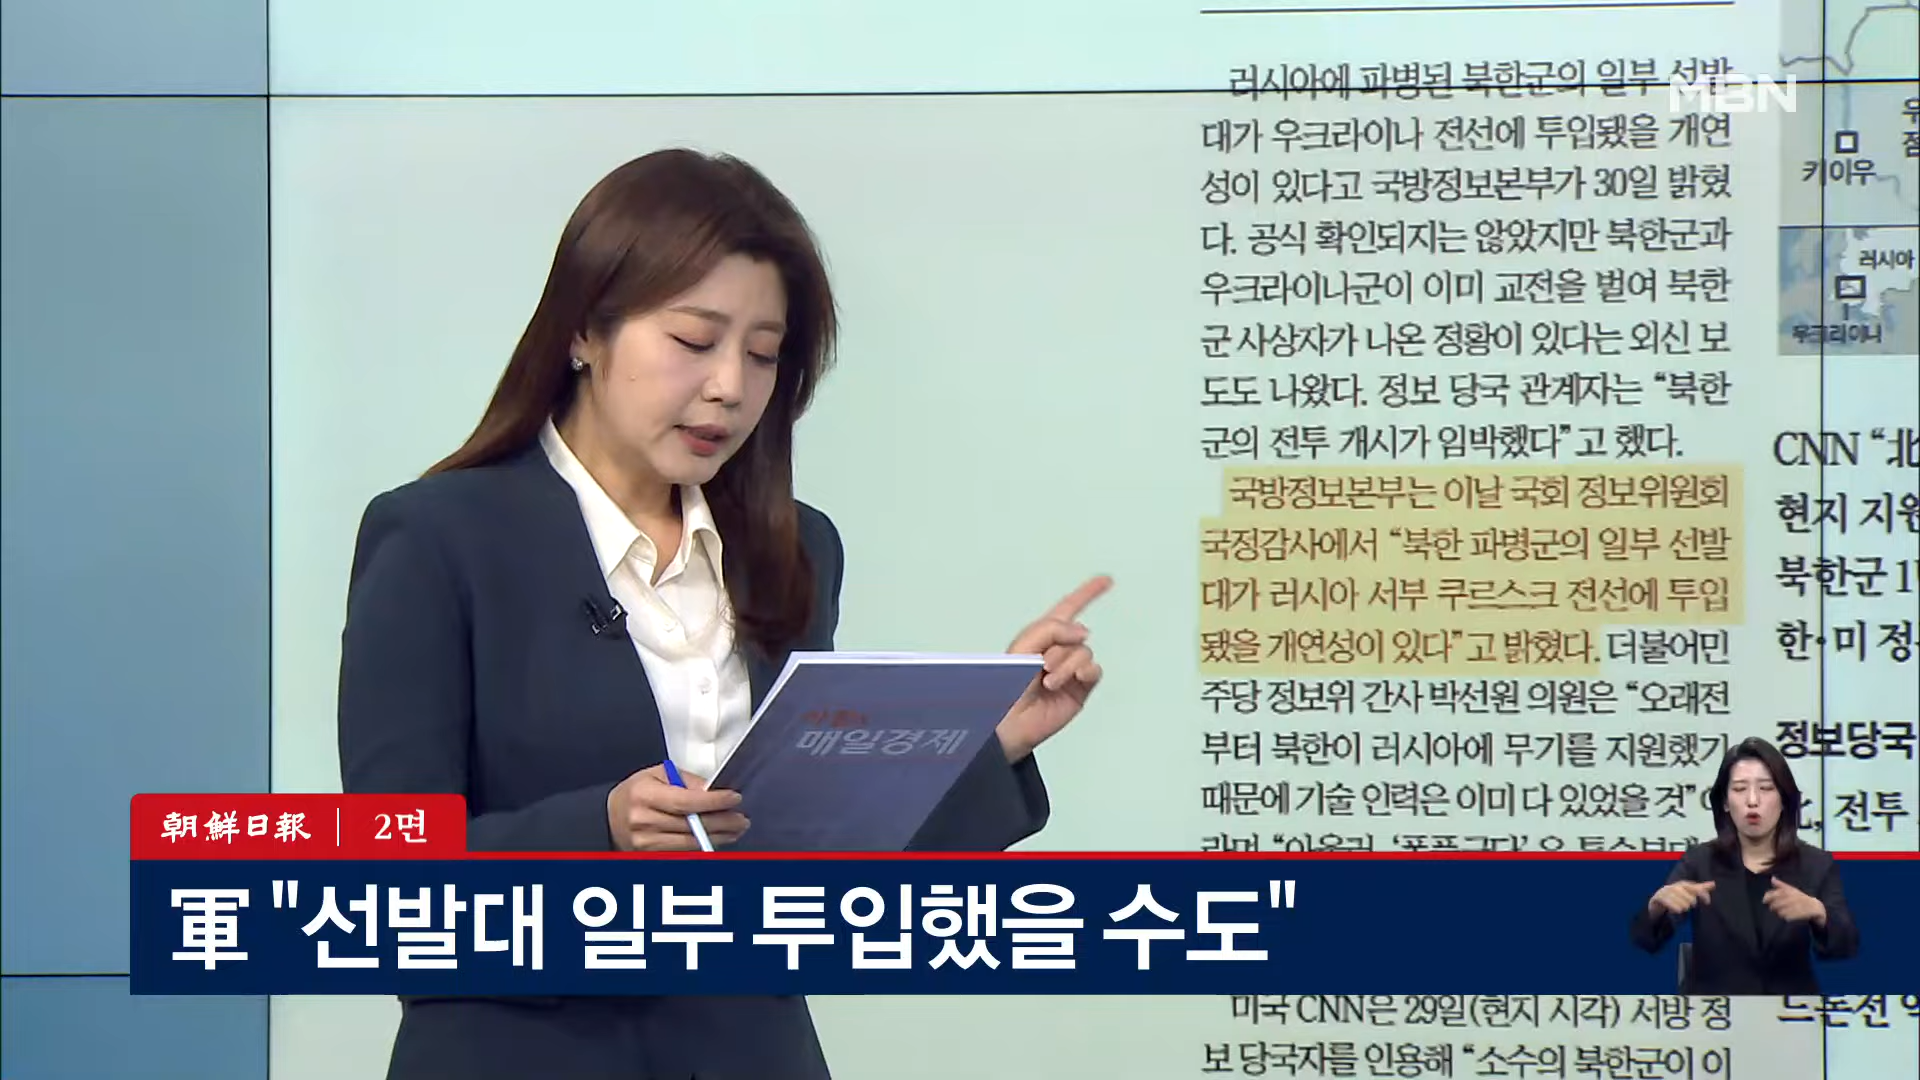 MBN
러시아에 파병된 북한군의 일부 선발
대가 우크라이나 전선에 투입됐을 개연
성이 있다고 국방정보본부가 30일 밝혔
다. 공식 확인되지는 않았지만 북한군과
우크라이나군이 이미 교전을 벌여 북한
군 사상자가 나온 정황이 있다는 외신 보
도도 나왔다. 정보 당국 관계자는 “북한
군의 전투 개시가 임박했다”고 했다.
국방정보본부는 이날 국회 정보위원회
국정감사에서 “북한 파병군의 일부 선발
대가 러시아 서부 쿠르스크 전선에 투입
됐을 개연성이 있다”고 밝혔다. 더불어민
주당 정보위 간사 박선원 의원은 “오래전
부터 북한이 러시아에 무기를 지원했기
때문에 기술 인력은 이미 다 있었을 것”
미국 CNN은 29일(현지 시각) 서방 정
보 당국자를 인용해 “소수의 북한군이 이
키이우
러시아
우크라이나
CNN “北
현지 지원
북한군 1
한·미 정
정보당국
北, 전투
드론전
매일경제
朝鮮日報 | 2면
軍 "선발대 일부 투입했을 수도"